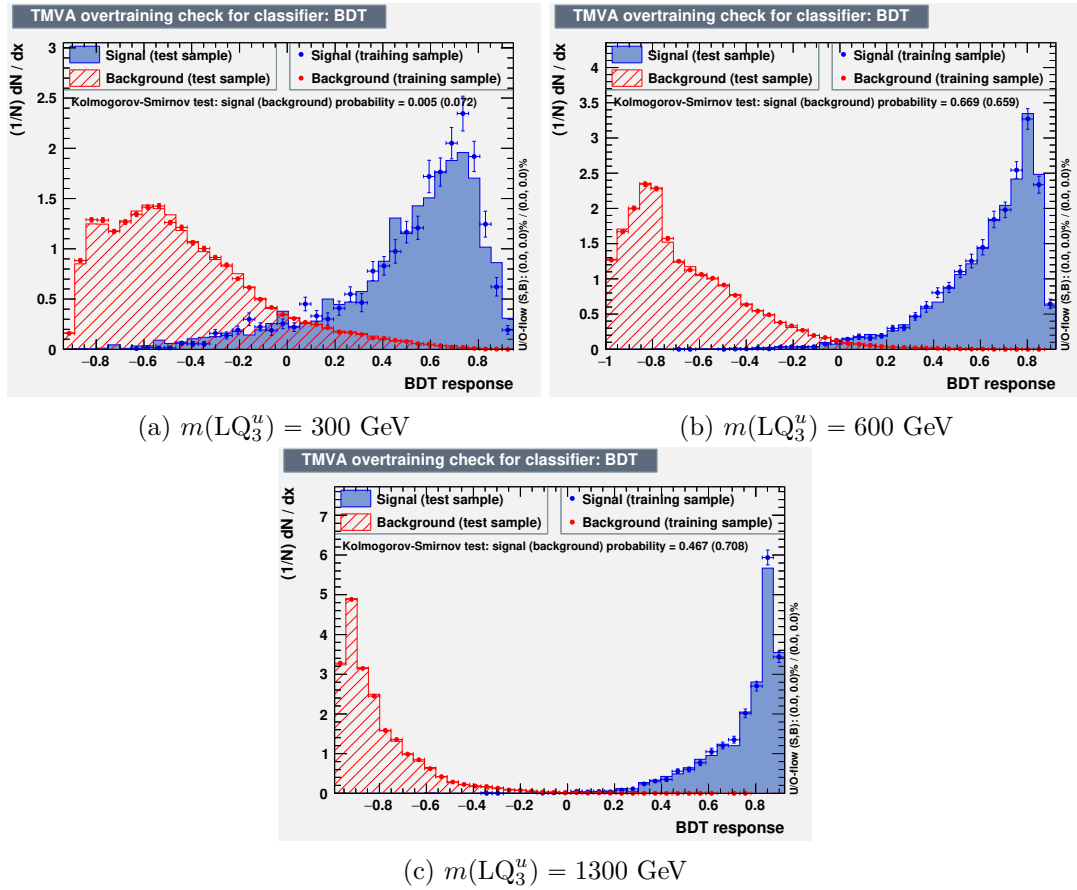 TMVA overtraining check for classifier: BDT
(1/N) dN / dx
Signal (test sample)
Background (test sample)
Signal (training sample)
Background (training sample)
Kolmogorov-Smirnov test: signal (background) probability = 0.005 (0.072)
3
2.5
2
1.5
1
0.5
0
−0.8 −0.6 −0.4 −0.2 0 0.2 0.4 0.6 0.8
BDT response
U/O-flow (S,B): (0.0, 0.0)% / (0.0, 0.0)%
(a) m(LQ₃ᵘ) = 300 GeV
TMVA overtraining check for classifier: BDT
(1/N) dN / dx
Signal (test sample)
Background (test sample)
Signal (training sample)
Background (training sample)
Kolmogorov-Smirnov test: signal (background) probability = 0.669 (0.659)
4
3.5
3
2.5
2
1.5
1
0.5
0
−1 −0.8 −0.6 −0.4 −0.2 0 0.2 0.4 0.6 0.8
BDT response
U/O-flow (S,B): (0.0, 0.0)% / (0.0, 0.0)%
(b) m(LQ₃ᵘ) = 600 GeV
TMVA overtraining check for classifier: BDT
(1/N) dN / dx
Signal (test sample)
Background (test sample)
Signal (training sample)
Background (training sample)
Kolmogorov-Smirnov test: signal (background) probability = 0.467 (0.708)
7
6
5
4
3
2
1
0
−0.8 −0.6 −0.4 −0.2 0 0.2 0.4 0.6 0.8
BDT response
U/O-flow (S,B): (0.0, 0.0)% / (0.0, 0.0)%
(c) m(LQ₃ᵘ) = 1300 GeV